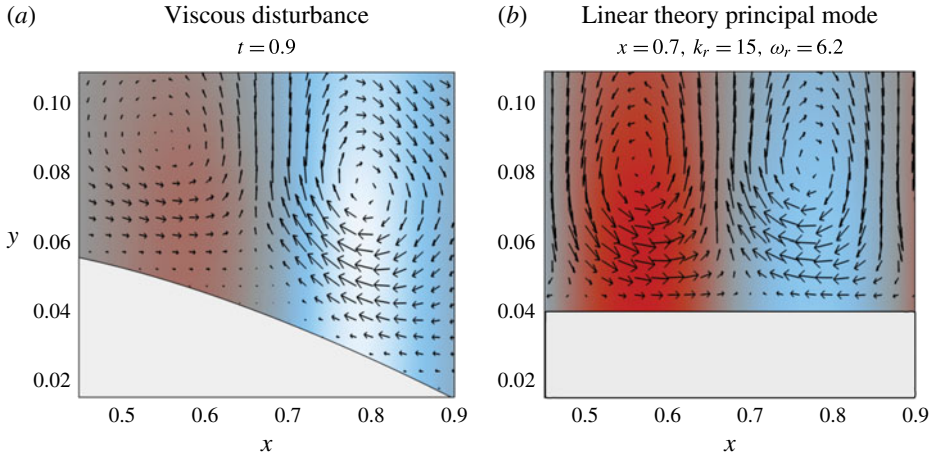 (a) Viscous disturbance
t = 0.9
0.10
0.08
y 0.06
0.04
0.02
0.5 0.6 0.7 0.8 0.9
x
(b) Linear theory principal mode
x = 0.7, kr = 15, ωr = 6.2
0.10
0.08
0.06
0.04
0.02
0.5 0.6 0.7 0.8 0.9
x